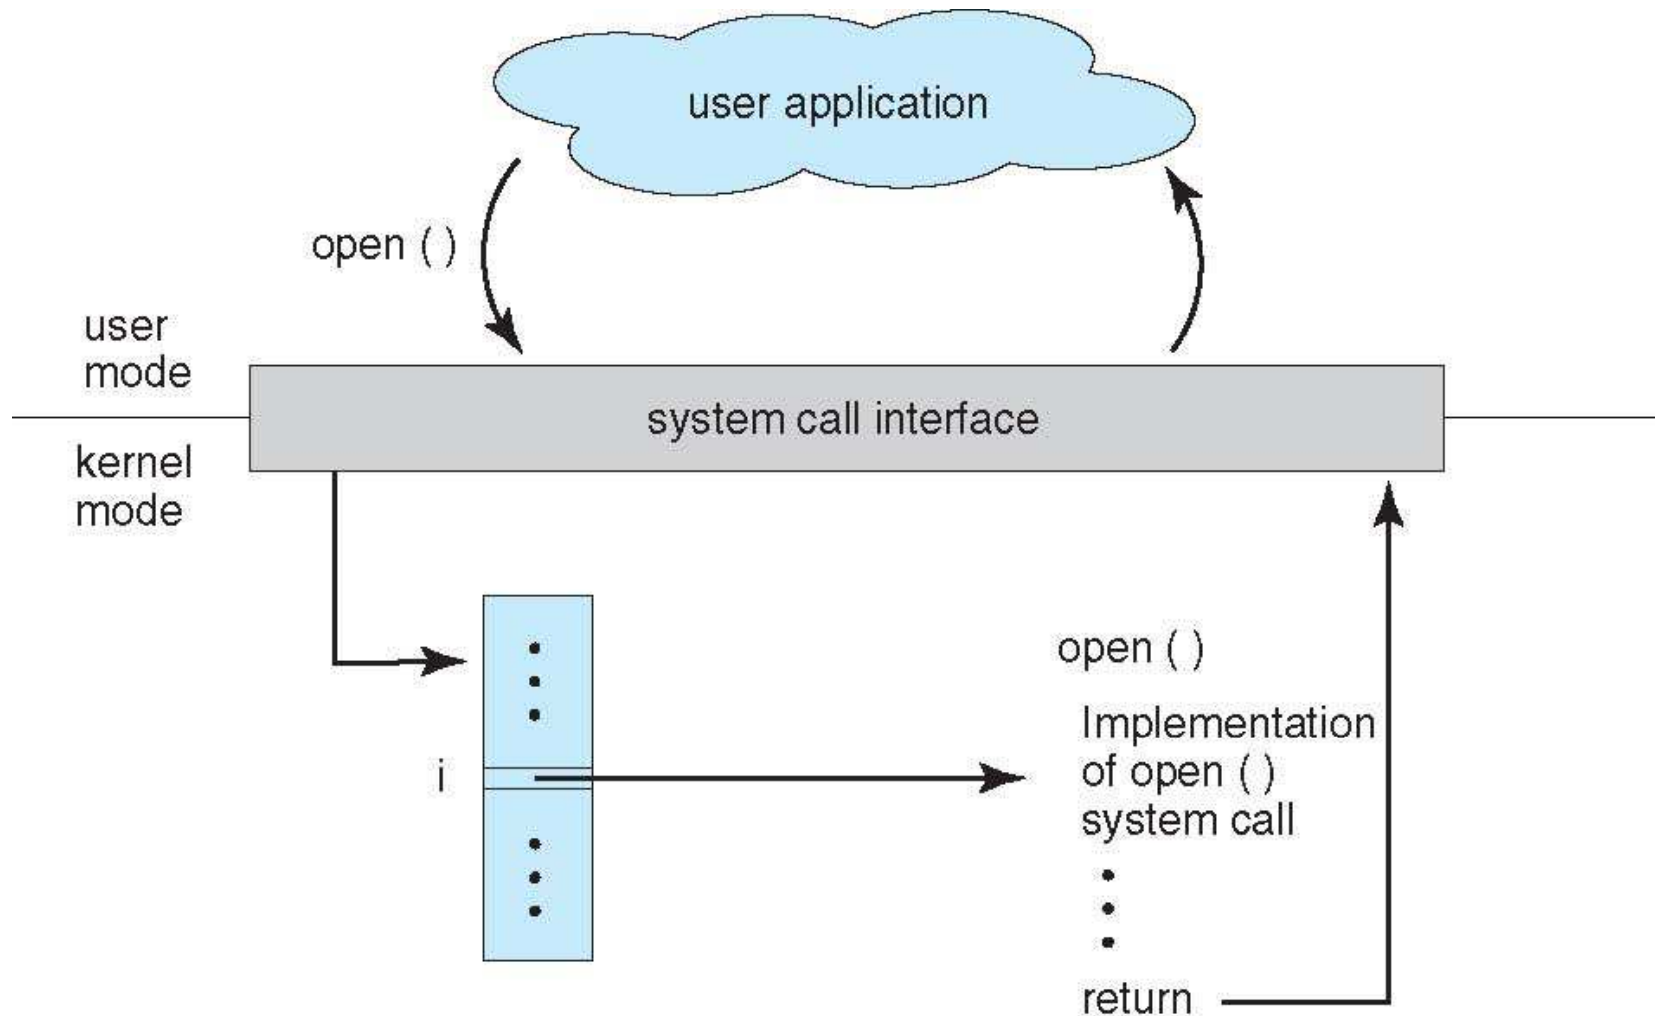 user application
open ( )
user
mode
system call interface
kernel
mode
open ( )
i
Implementation
of open ( )
system call
return